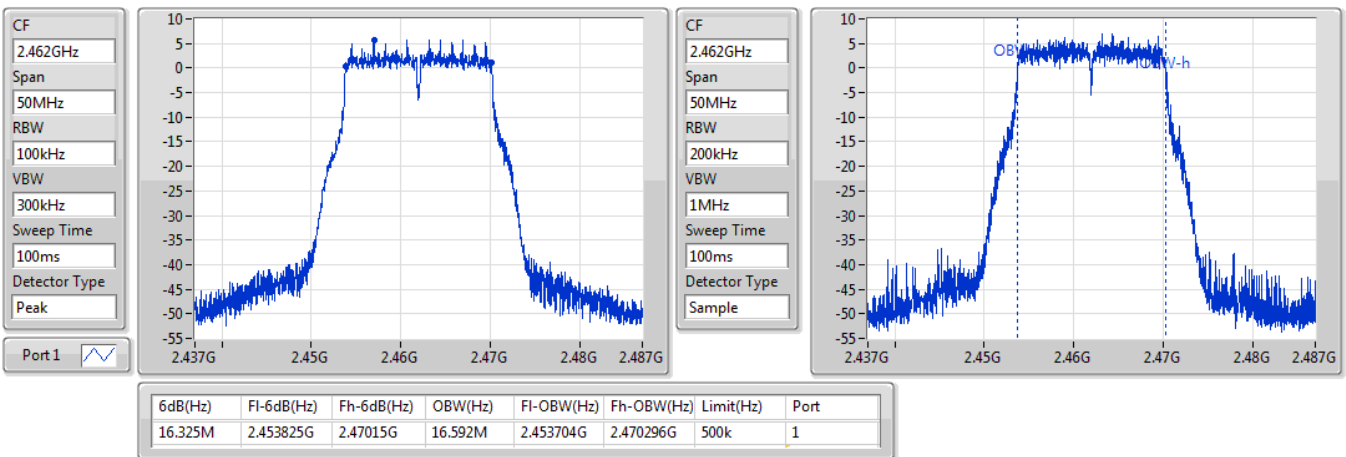 CF
2.462GHz
Span
50MHz
RBW
100kHz
VBW
300kHz
Sweep Time
100ms
Detector Type
Peak
Port 1
10
5
0
-5
-10
-15
-20
-25
-30
-35
-40
-45
-50
-55
2.437G 2.45G 2.46G 2.47G 2.48G 2.487G
CF
2.462GHz
Span
50MHz
RBW
200kHz
VBW
1MHz
Sweep Time
100ms
Detector Type
Sample
10
5
0
-5
-10
-15
-20
-25
-30
-35
-40
-45
-50
-55
2.437G 2.45G 2.46G 2.47G 2.48G 2.487G
6dB(Hz) Fl-6dB(Hz) Fh-6dB(Hz) OBW(Hz) Fl-OBW(Hz) Fh-OBW(Hz) Limit(Hz) Port
16.325M 2.453825G 2.47015G 16.592M 2.453704G 2.470296G 500k 1